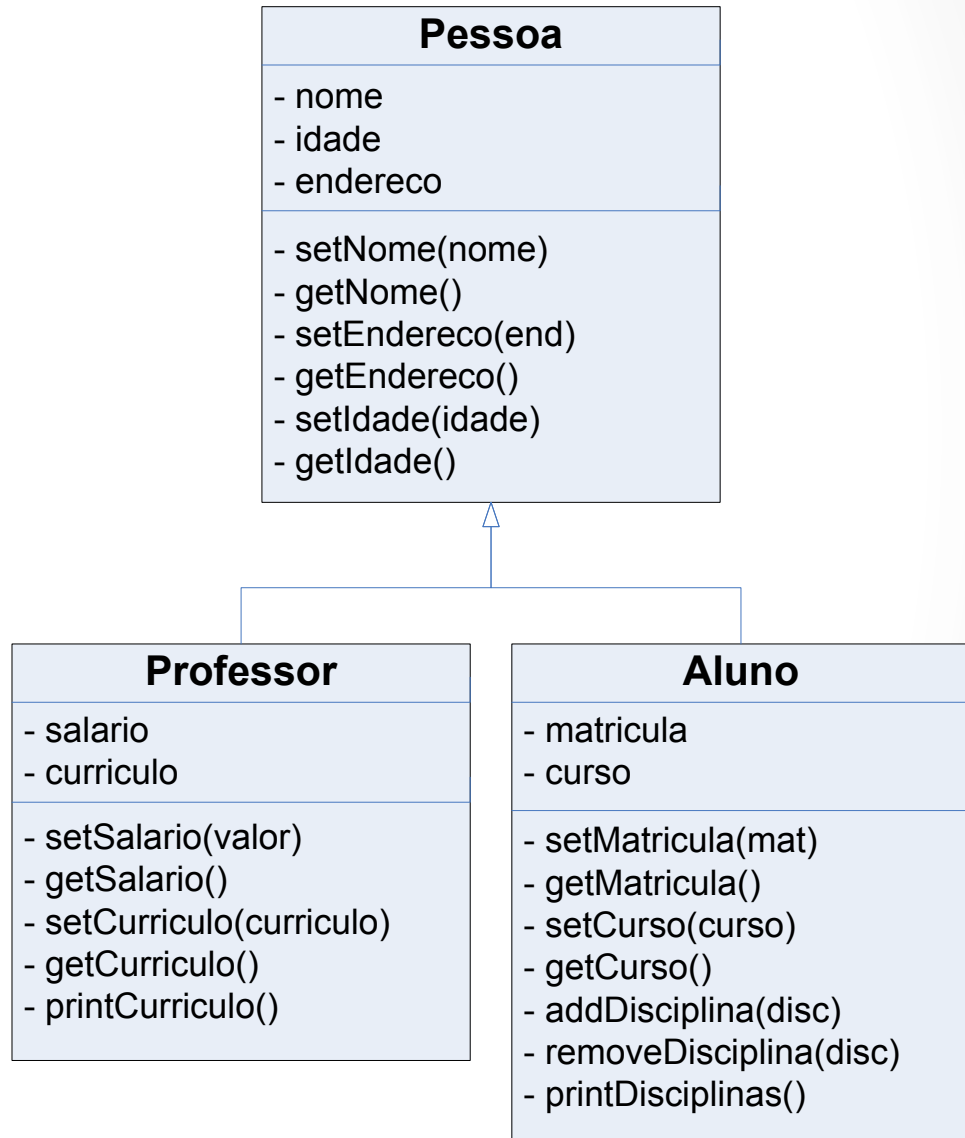 Pessoa
- nome
- idade
- endereco
- setNome(nome)
- getNome()
- setEndereco(end)
- getEndereco()
- setIdade(idade)
- getIdade()
Professor
- salario
- curriculo
- setSalario(valor)
- getSalario()
- setCurriculo(curriculo)
- getCurriculo()
- printCurriculo()
Aluno
- matricula
- curso
- setMatricula(mat)
- getMatricula()
- setCurso(curso)
- getCurso()
- addDisciplina(disc)
- removeDisciplina(disc)
- printDisciplinas()